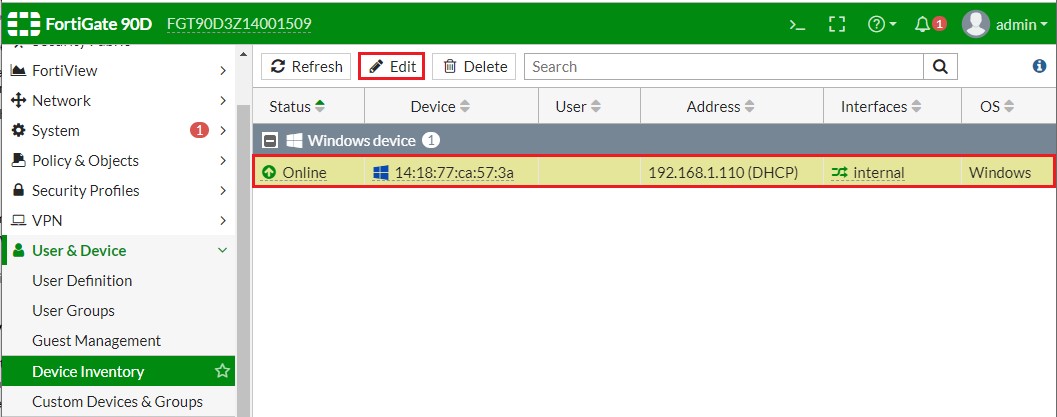 FortiGate 90D FGT90D3Z14001509 >_ ? 1 admin
FortiView
Network
System 1
Policy & Objects
Security Profiles
VPN
User & Device
User Definition
User Groups
Guest Management
Device Inventory
Custom Devices & Groups
Refresh Edit Delete Search
Status Device User Address Interfaces OS
Windows device 1
Online 14:18:77:ca:57:3a 192.168.1.110 (DHCP) internal Windows